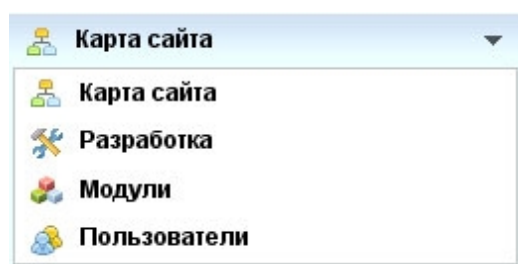 Карта сайта
Карта сайта
Разработка
Модули
Пользователи